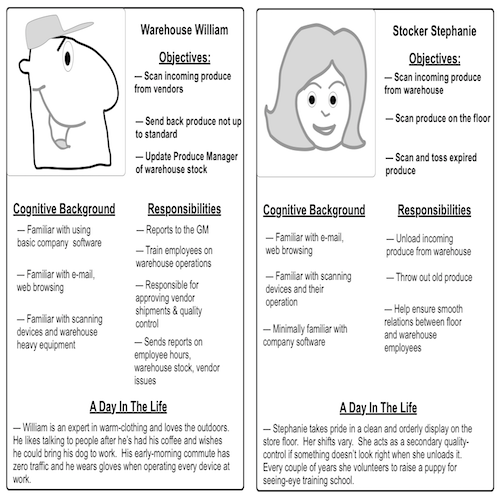 Warehouse William
Objectives:
— Scan incoming produce
from vendors
— Send back produce not up
to standard
— Update Produce Manager
of warehouse stock
Cognitive Background
— Familiar with using
basic company software
— Familiar with e-mail,
web browsing
— Familiar with scanning
devices and warehouse
heavy equipment
Responsibilities
— Reports to the GM
— Train employees on
warehouse operations
— Responsible for
approving vendor
shipments & quality
control
— Sends reports on
employee hours,
warehouse stock, vendor
issues
A Day In The Life
— William is an expert in warm-clothing and loves the outdoors.
He likes talking to people after he's had his coffee and wishes
he could bring his dog to work. His early-morning commute has
zero traffic and he wears gloves when operating every device at
work.
Stocker Stephanie
Objectives:
— Scan incoming produce
from warehouse
— Scan produce on the floor
— Scan and toss expired
produce
Cognitive Background
— Familiar with e-mail,
web browsing
— Familiar with scanning
devices and their
operation
— Minimally familiar with
company software
Responsibilities
— Unload incoming
produce from warehouse
— Throw out old produce
— Help ensure smooth
relations between floor
and warehouse
employees
A Day In The Life
— Stephanie takes pride in a clean and orderly display on the
store floor. Her shifts vary. She acts as a secondary quality-
control if something doesn't look right when she unloads it.
Every couple of years she volunteers to raise a puppy for
seeing-eye training school.